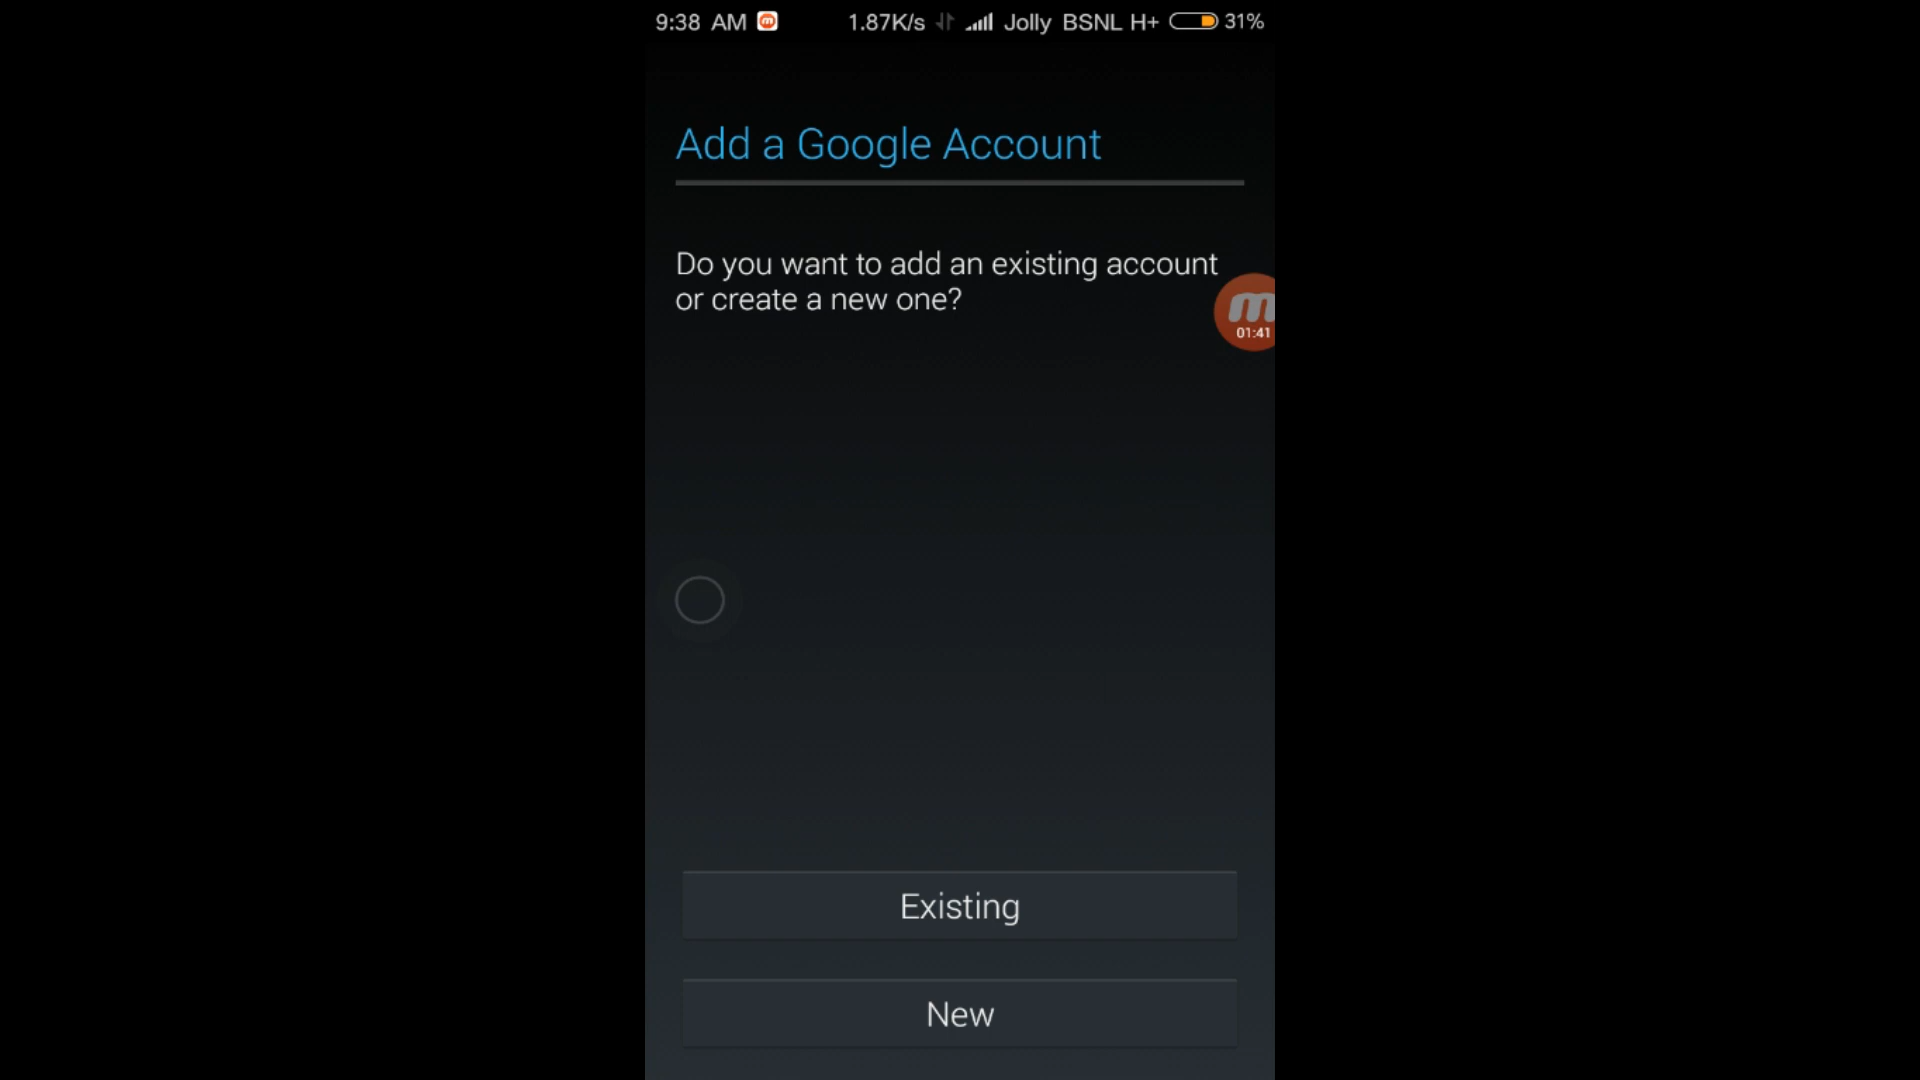 9:38 AM 1.87K/s Jolly BSNL H+ 31%
Add a Google Account
Do you want to add an existing account
or create a new one?
01:41
Existing
New